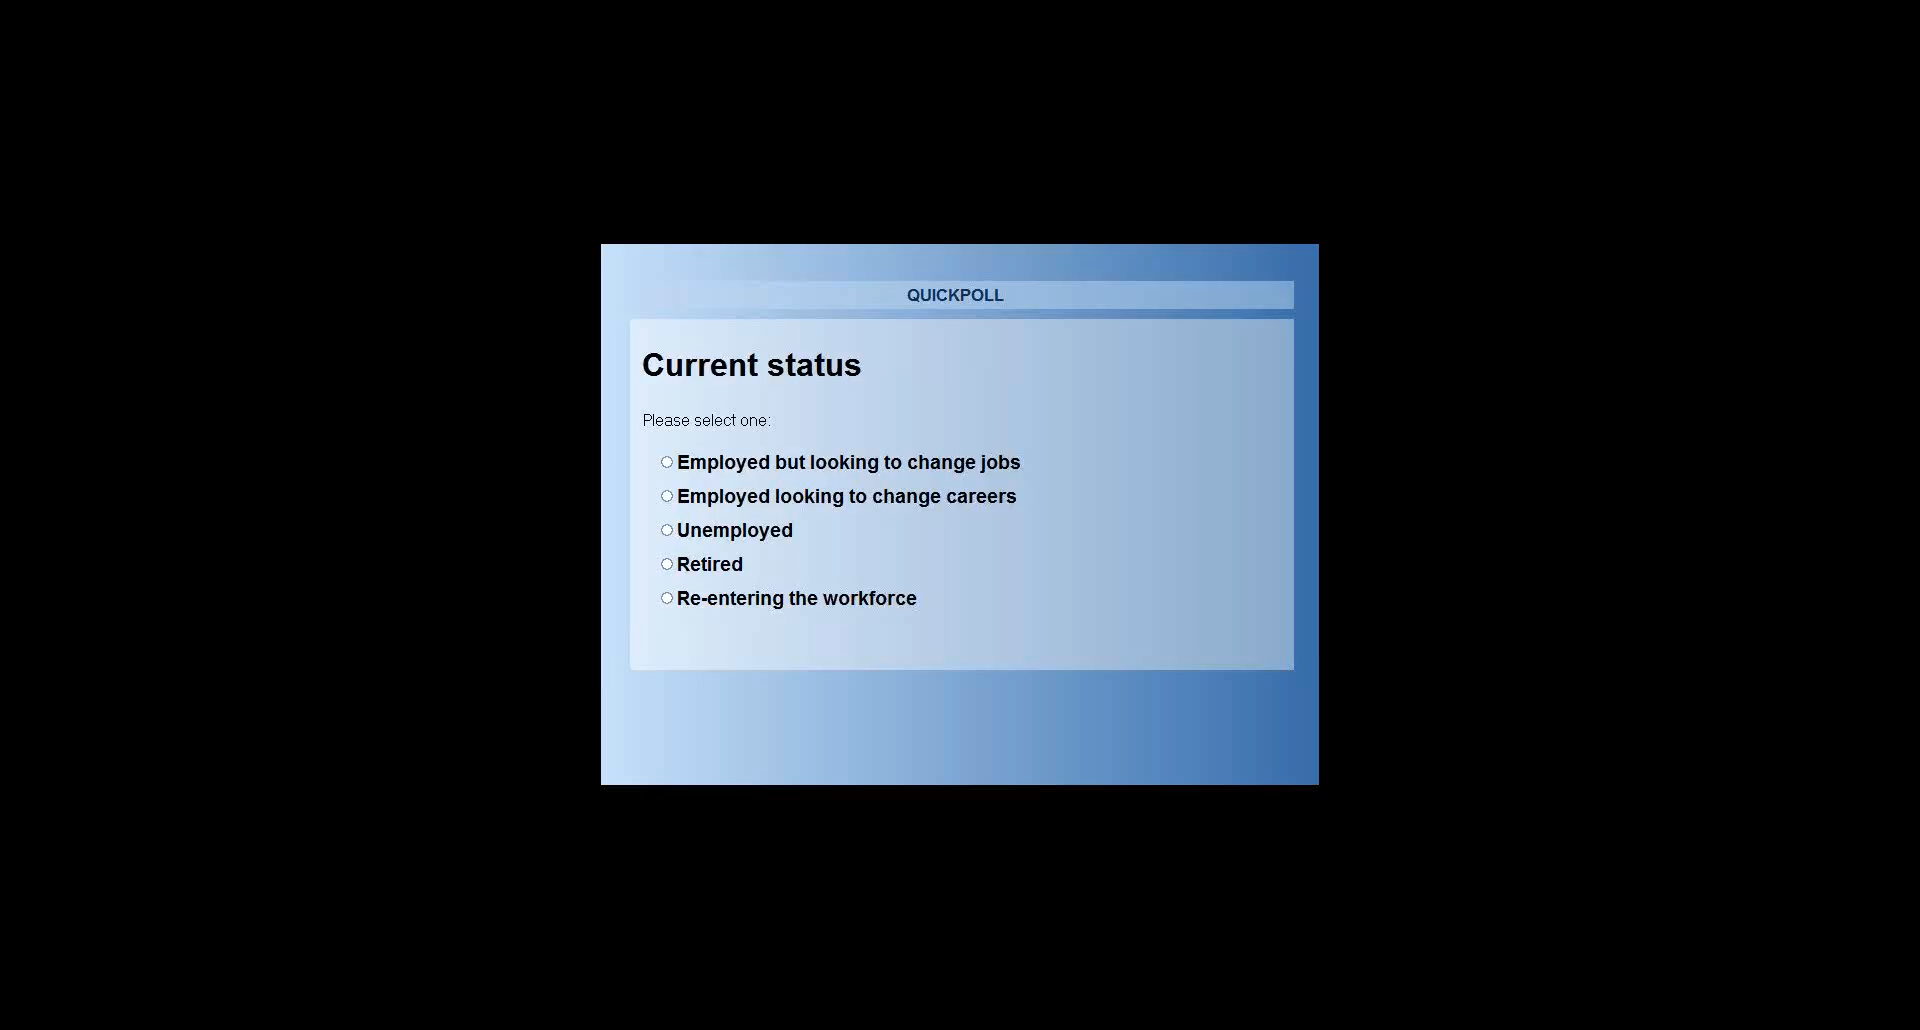 QUICKPOLL
Current status
Please select one:
Employed but looking to change jobs
Employed looking to change careers
Unemployed
Retired
Re-entering the workforce